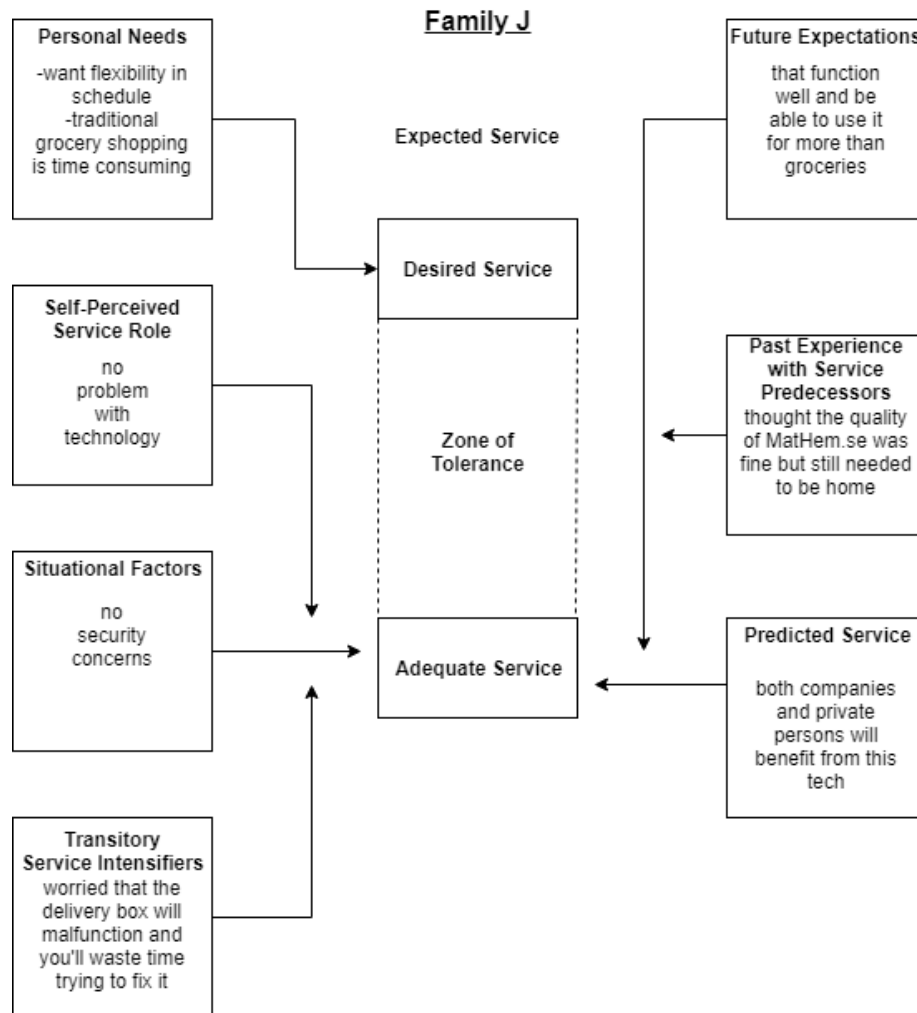 Family J
Personal Needs
-want flexibility in
schedule
-traditional
grocery shopping
is time consuming
Expected Service
Future Expectations
that function
well and be
able to use it
for more than
groceries
Desired Service
Self-Perceived
Service Role
no
problem
with
technology
Zone of
Tolerance
Past Experience
with Service
Predecessors
thought the quality
of MatHem.se was
fine but still needed
to be home
Situational Factors
no
security
concerns
Adequate Service
Predicted Service
both companies
and private
persons will
benefit from this
tech
Transitory
Service Intensifiers
worried that the
delivery box will
malfunction and
you'll waste time
trying to fix it